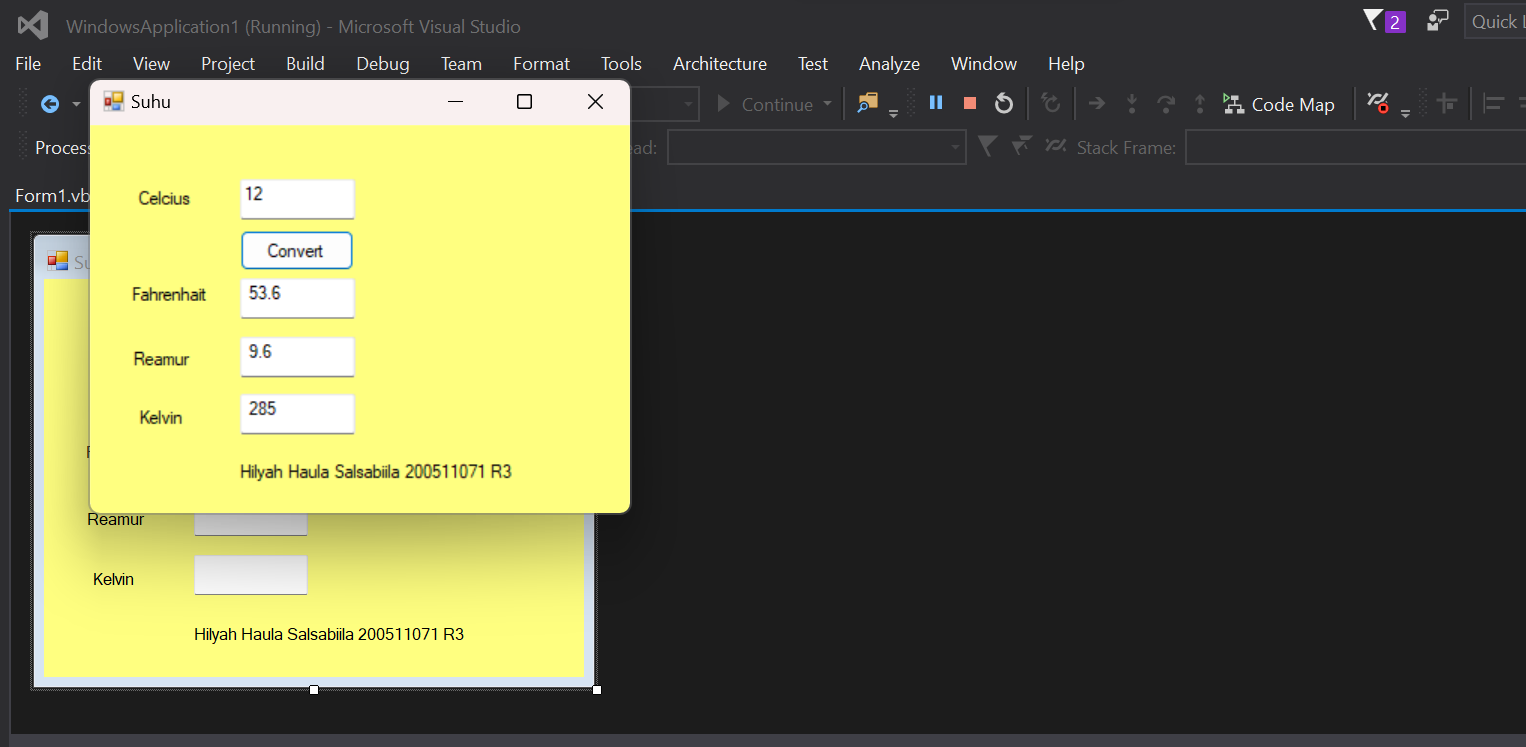 WindowsApplication1 (Running) - Microsoft Visual Studio
2
Quick L
File Edit View Project Build Debug Team Format Tools Architecture Test Analyze Window Help
Suhu
Continue
Code Map
Process
ead:
Stack Frame:
Form1.vb
Celcius 12
Convert
Fahrenhait 53.6
Reamur 9.6
Kelvin 285
Hilyah Haula Salsabiila 200511071 R3
Su
Reamur
Kelvin
Hilyah Haula Salsabiila 200511071 R3